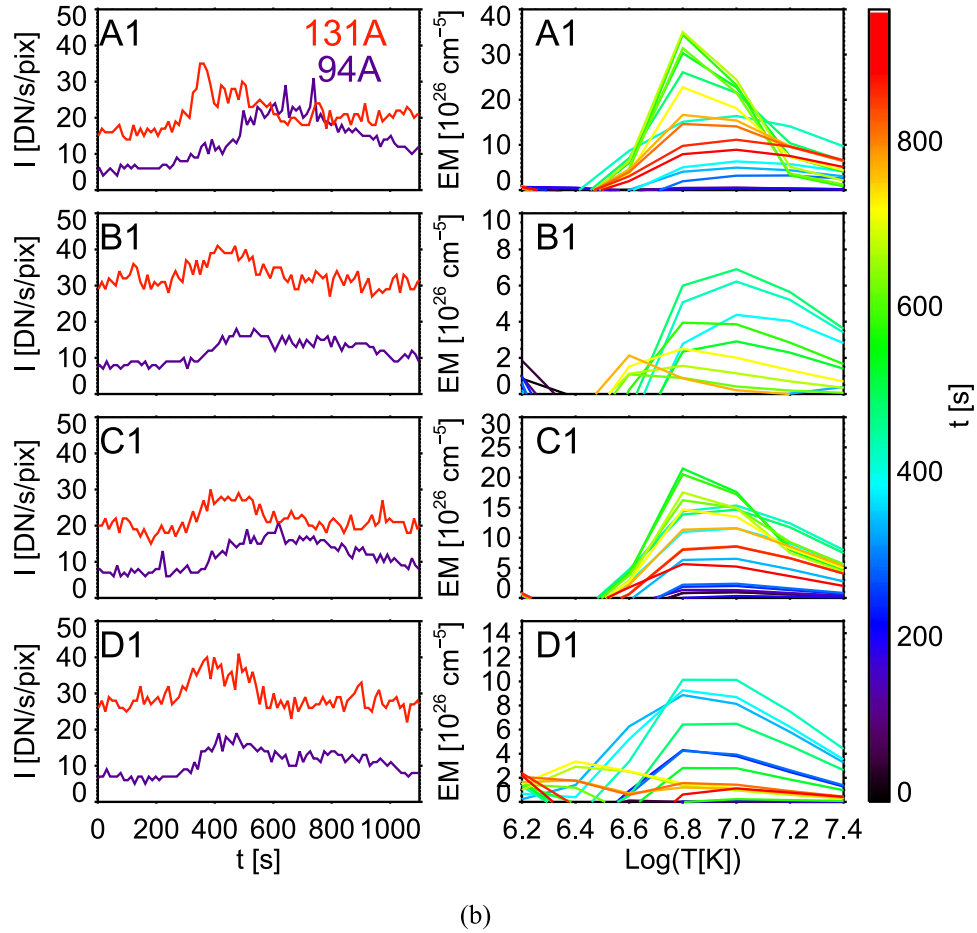 A1 131A
94A
I [DN/s/pix]
50
40
30
20
10
0
EM [10^26 cm^-5]
40
30
20
10
0
A1
B1
I [DN/s/pix]
50
40
30
20
10
0
EM [10^26 cm^-5]
10
8
6
4
2
0
B1
C1
I [DN/s/pix]
50
40
30
20
10
0
EM [10^26 cm^-5]
30
25
20
15
10
5
0
C1
D1
I [DN/s/pix]
50
40
30
20
10
0
0 200 400 600 800 1000
t [s]
EM [10^26 cm^-5]
14
12
10
8
6
4
2
0
D1
6.2 6.4 6.6 6.8 7.0 7.2 7.4
Log(T[K])
800
600
400
200
0
t [s]
(b)